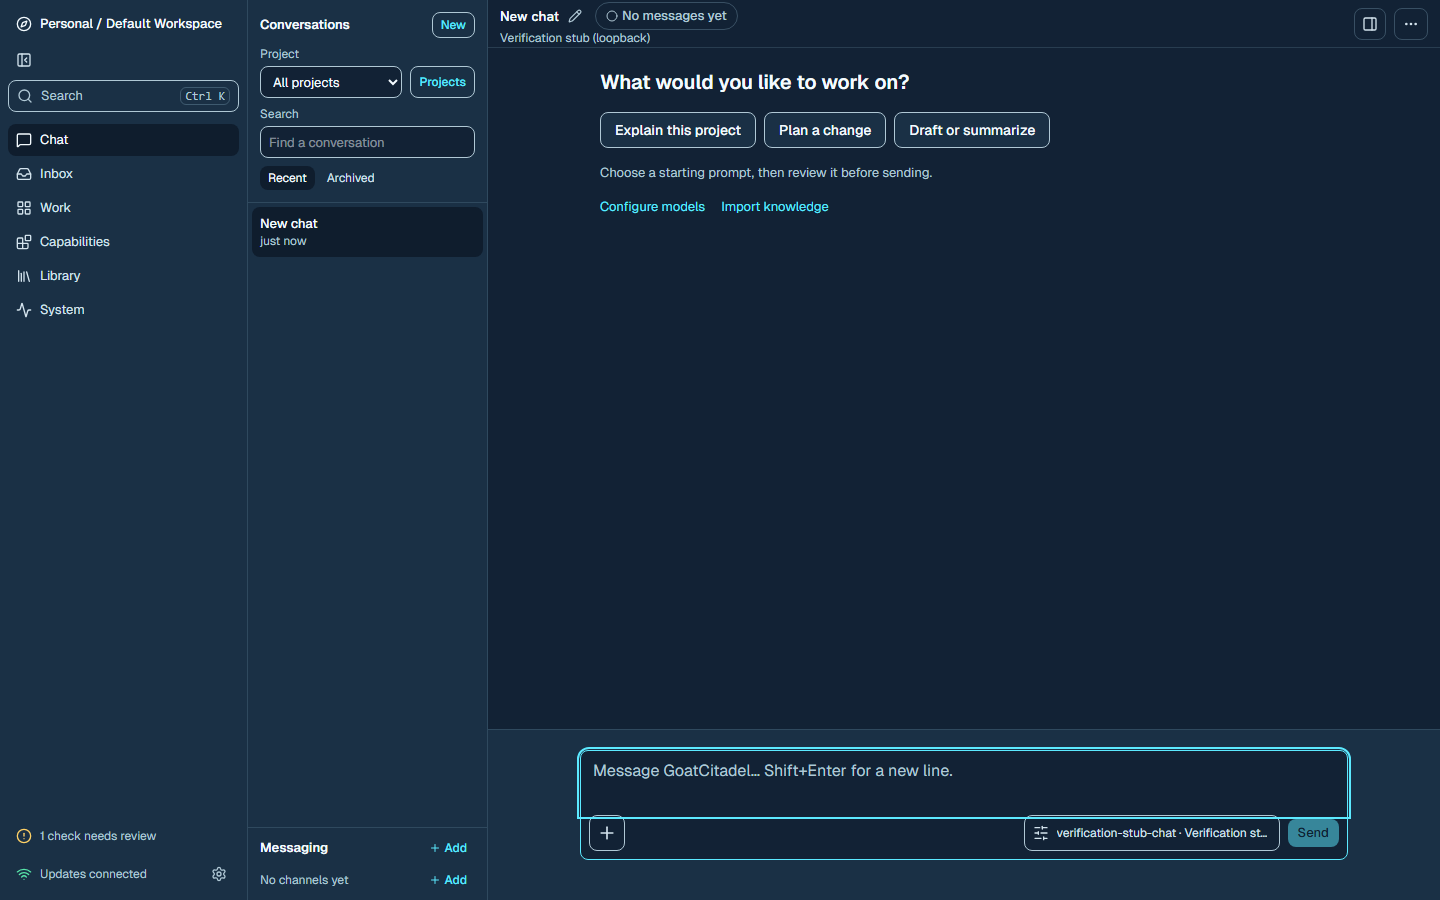 Personal / Default Workspace
Search
Ctrl K
Chat
Inbox
Work
Capabilities
Library
System
1 check needs review
Updates connected
Conversations
New
Project
All projects
Projects
Search
Find a conversation
Recent
Archived
New chat
just now
Messaging
+ Add
No channels yet
+ Add
New chat
No messages yet
Verification stub (loopback)
What would you like to work on?
Explain this project
Plan a change
Draft or summarize
Choose a starting prompt, then review it before sending.
Configure models
Import knowledge
Message GoatCitadel... Shift+Enter for a new line.
verification-stub-chat · Verification st...
Send